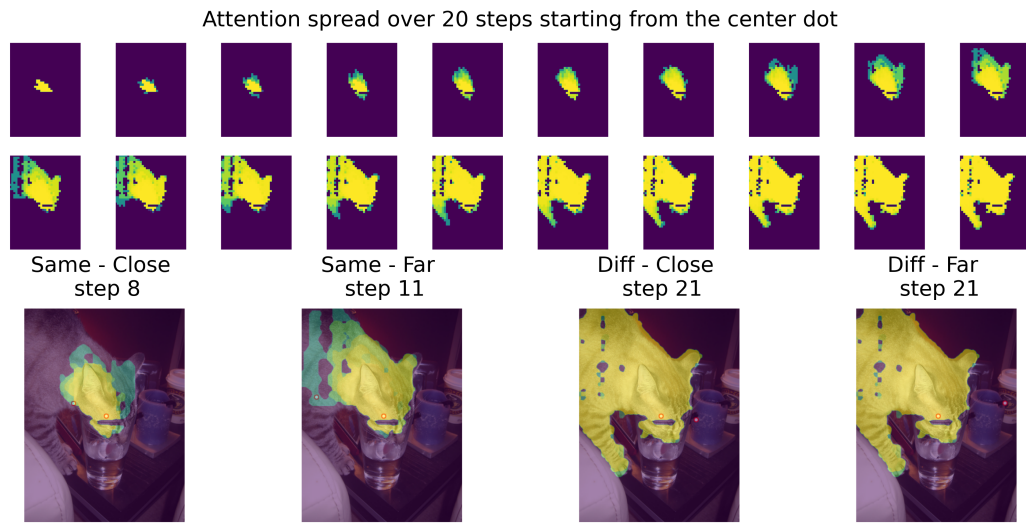 Attention spread over 20 steps starting from the center dot
Same - Close
step 8
Same - Far
step 11
Diff - Close
step 21
Diff - Far
step 21